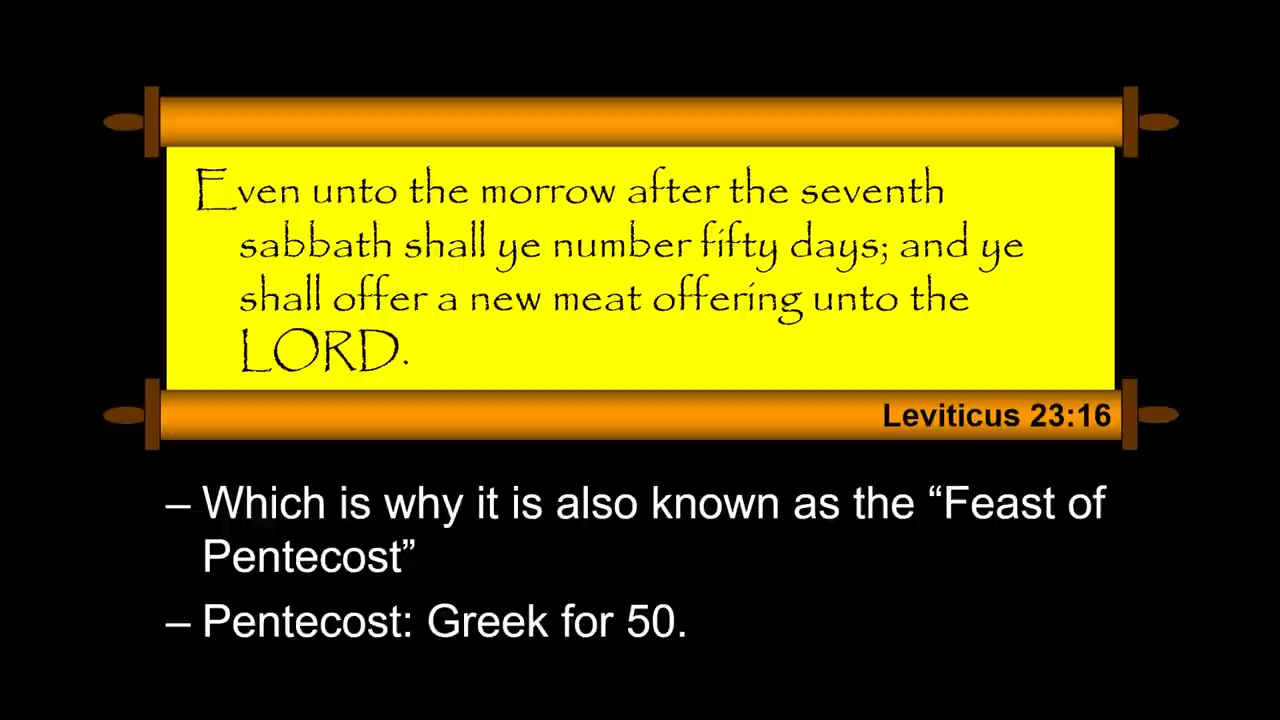 Even unto the morrow after the seventh
sabbath shall ye number fifty days; and ye
shall offer a new meat offering unto the
LORD.
Leviticus 23:16
– Which is why it is also known as the “Feast of
Pentecost”
– Pentecost: Greek for 50.